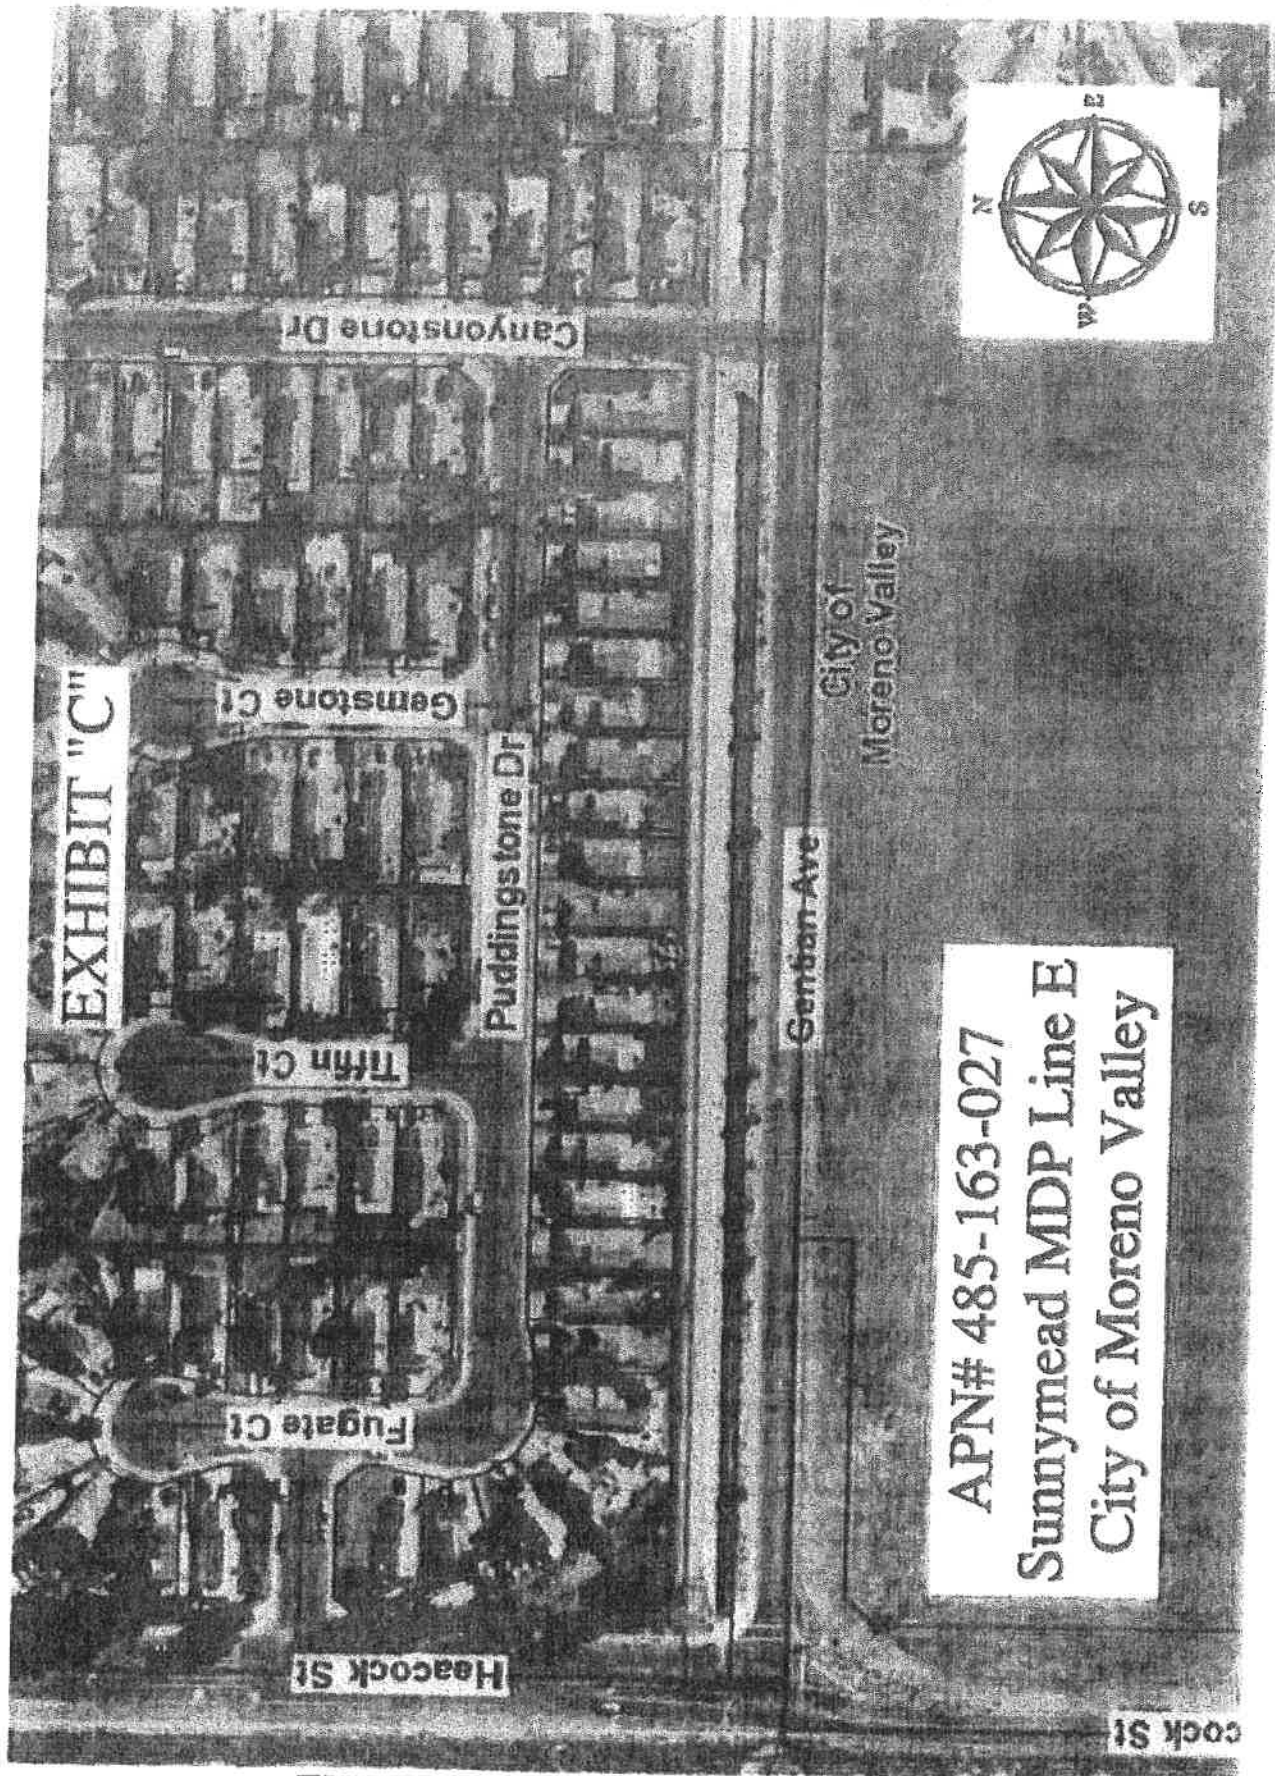 EXHIBIT "C"
Canyonstone Dr
Gemstone Ct
Puddingstone Dr
Tiffin Ct
Fugate Ct
Heacock St
City of
Moreno Valley
Gentian Ave
N
E
S
W
APN# 485-163-027
Sunnymead MDP Line E
City of Moreno Valley
cock St